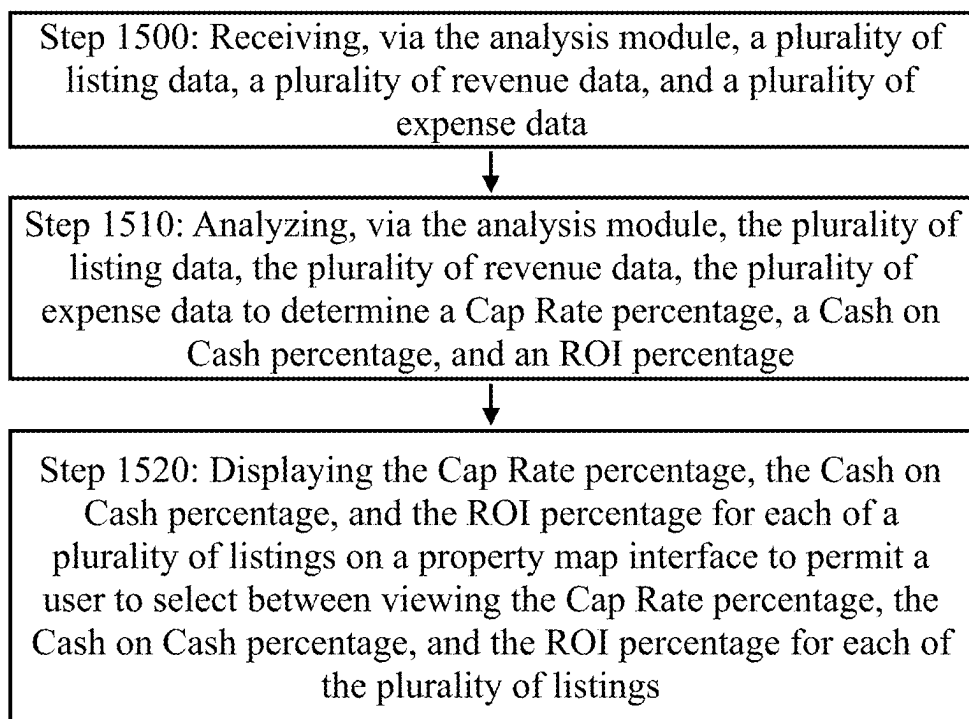 Step 1500: Receiving, via the analysis module, a plurality of
listing data, a plurality of revenue data, and a plurality of
expense data
Step 1510: Analyzing, via the analysis module, the plurality of
listing data, the plurality of revenue data, the plurality of
expense data to determine a Cap Rate percentage, a Cash on
Cash percentage, and an ROI percentage
Step 1520: Displaying the Cap Rate percentage, the Cash on
Cash percentage, and the ROI percentage for each of a
plurality of listings on a property map interface to permit a
user to select between viewing the Cap Rate percentage, the
Cash on Cash percentage, and the ROI percentage for each of
the plurality of listings